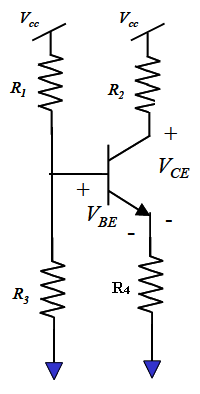 Vcc Vcc
R1 R2
+
+ VCE
VBE -
-
R3 R4